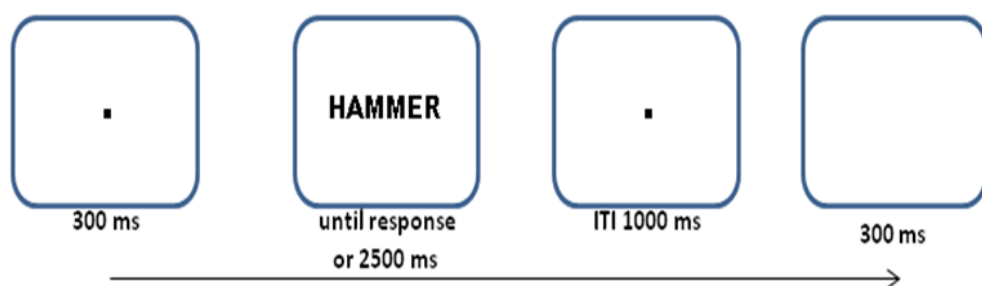 HAMMER
300 ms
until response
or 2500 ms
ITI 1000 ms
300 ms